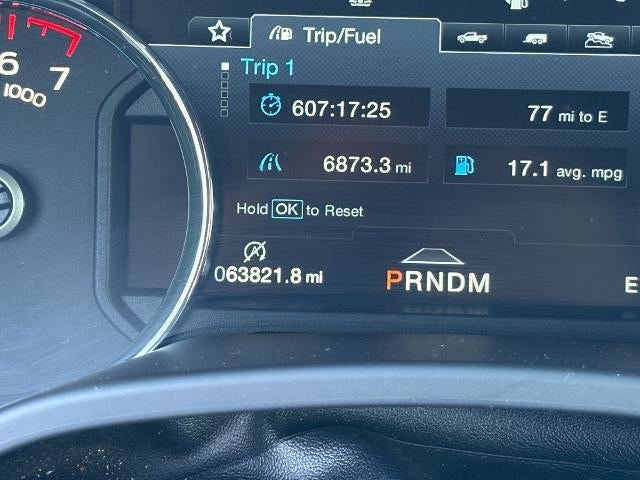 6
7
1000
Trip/Fuel
Trip 1
607:17:25
77 mi to E
6873.3 mi
17.1 avg. mpg
Hold OK to Reset
063821.8 mi
PRNDM
E